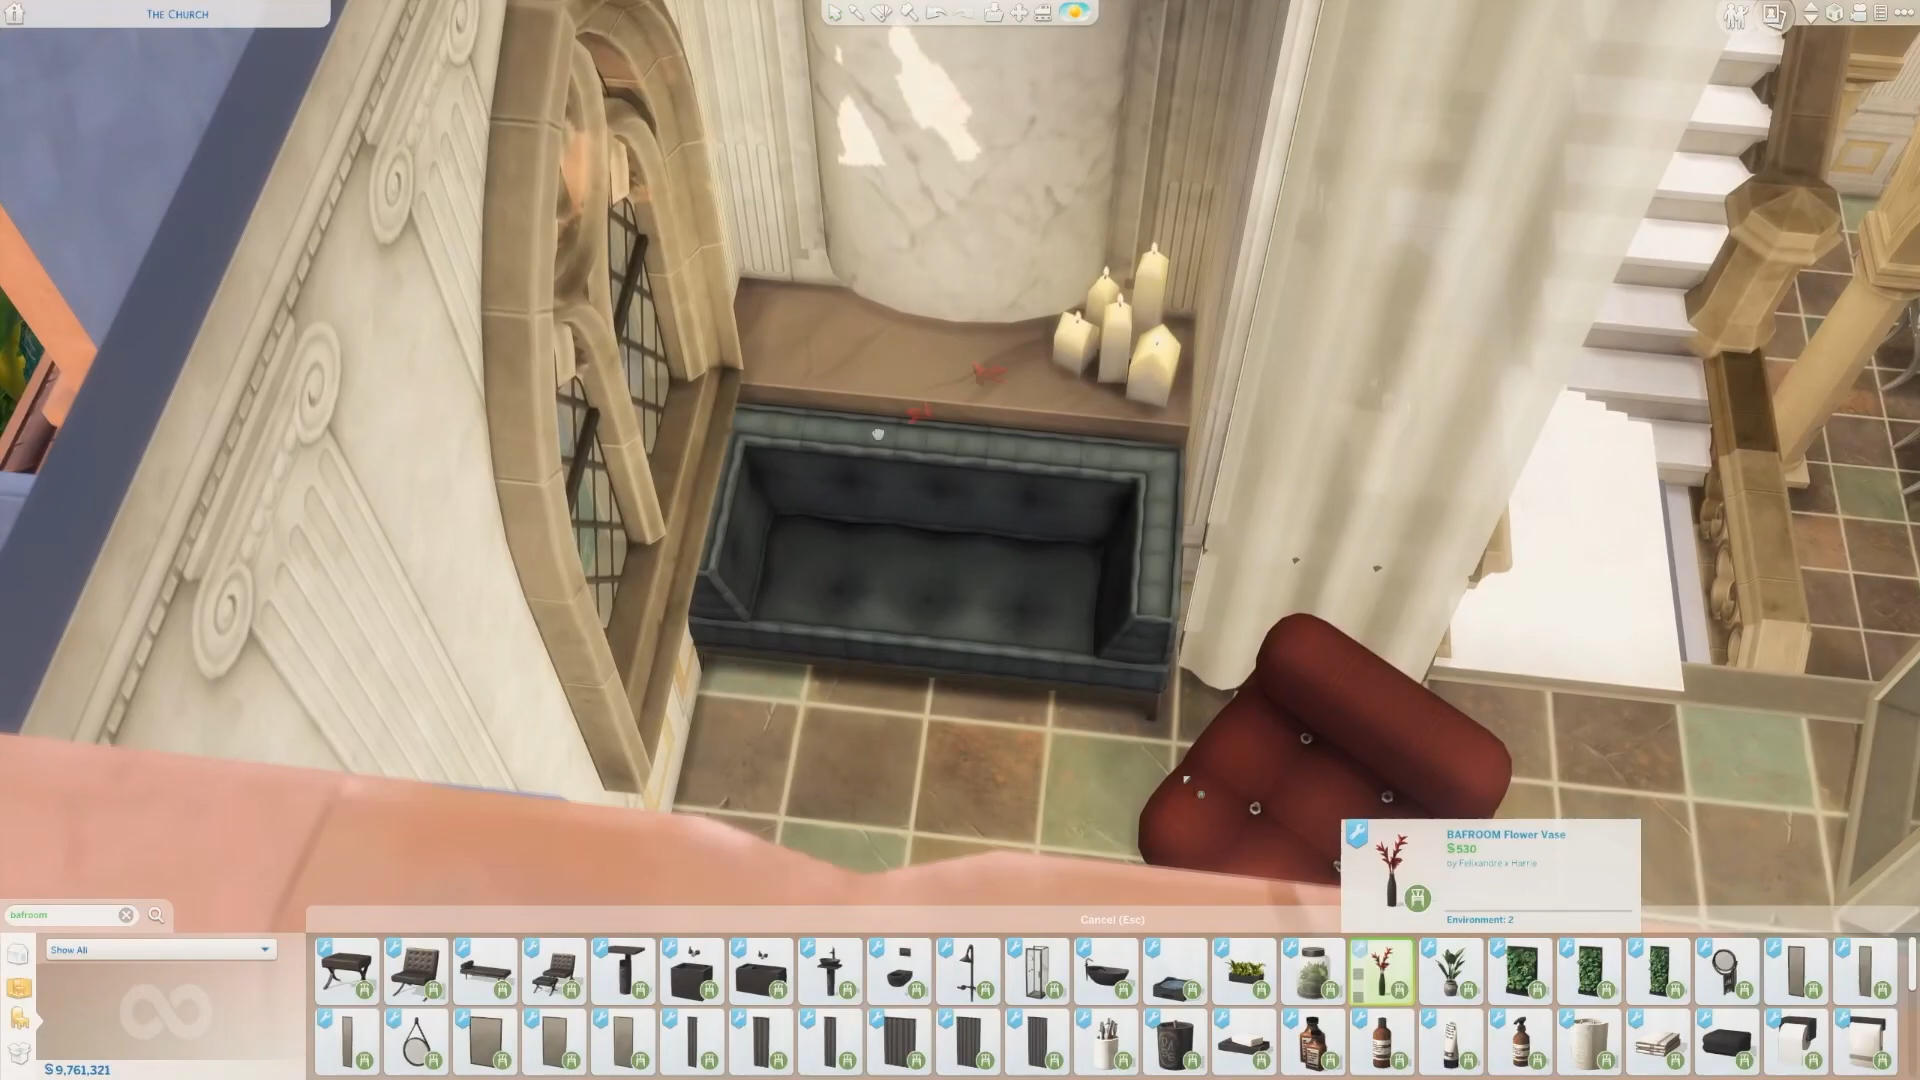 THE CHURCH
BAFROOM Flower Vase
$530
by Felixandre x Harrie
Environment: 2
bafroom
Cancel (Esc)
Show All
$9,761,321